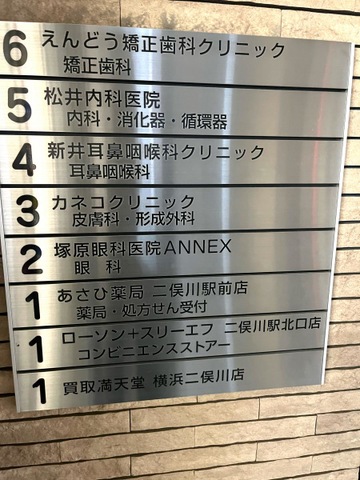 6 えんどう矯正歯科クリニック
矯正歯科
5 松井内科医院
内科・消化器・循環器
4 新井耳鼻咽喉科クリニック
耳鼻咽喉科
3 カネコクリニック
皮膚科・形成外科
2 塚原眼科医院ANNEX
眼 科
1 あさひ薬局 二俣川駅前店
薬局・処方せん受付
1 ローソン+スリーエフ 二俣川駅北口店
コンビニエンスストアー
1 買取満天堂 横浜二俣川店